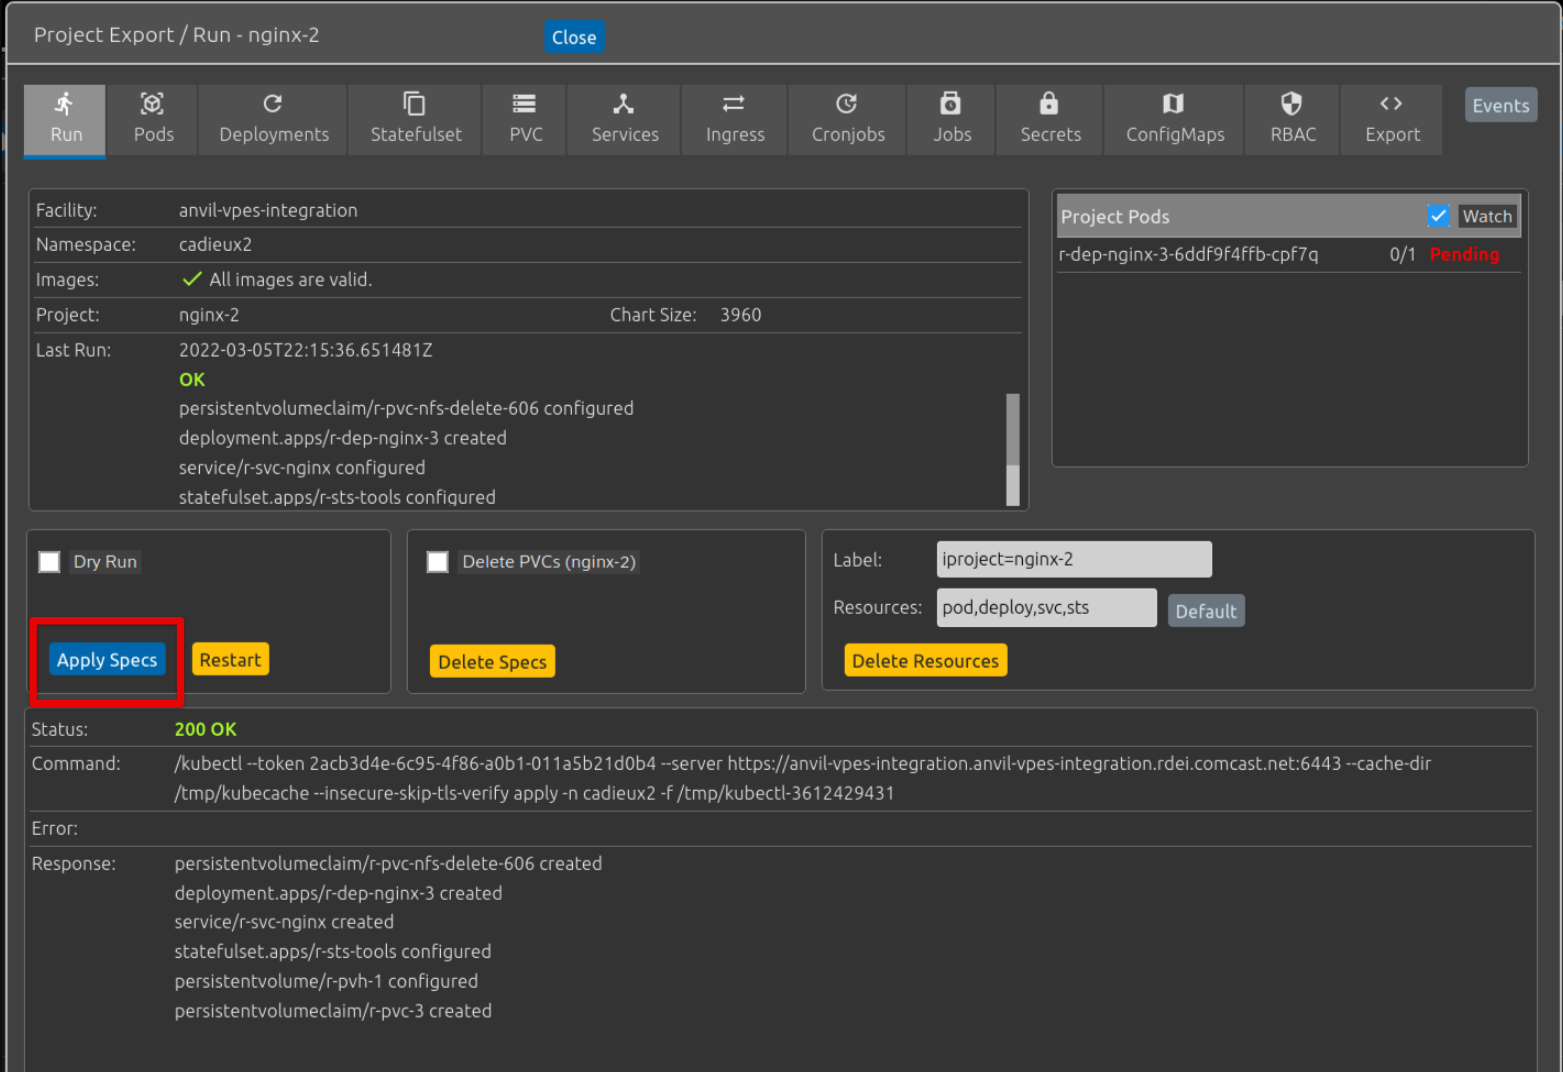 Project Export / Run - nginx-2
Close
Run
Pods
Deployments
Statefulset
PVC
Services
Ingress
Cronjobs
Jobs
Secrets
ConfigMaps
RBAC
Export
Events
Facility: anvil-vpes-integration
Namespace: cadieux2
Images: All images are valid.
Project: nginx-2 Chart Size: 3960
Last Run: 2022-03-05T22:15:36.651481Z
OK
persistentvolumeclaim/r-pvc-nfs-delete-606 configured
deployment.apps/r-dep-nginx-3 created
service/r-svc-nginx configured
statefulset.apps/r-sts-tools configured
Project Pods Watch
r-dep-nginx-3-6ddf9f4ffb-cpf7q 0/1 Pending
Dry Run
Apply Specs Restart
Delete PVCs (nginx-2)
Delete Specs
Label: iproject=nginx-2
Resources: pod,deploy,svc,sts Default
Delete Resources
Status: 200 OK
Command: /kubectl --token 2acb3d4e-6c95-4f86-a0b1-011a5b21d0b4 --server https://anvil-vpes-integration.anvil-vpes-integration.rdei.comcast.net:6443 --cache-dir
/tmp/kubecache --insecure-skip-tls-verify apply -n cadieux2 -f /tmp/kubectl-3612429431
Error:
Response: persistentvolumeclaim/r-pvc-nfs-delete-606 created
deployment.apps/r-dep-nginx-3 created
service/r-svc-nginx created
statefulset.apps/r-sts-tools configured
persistentvolume/r-pvh-1 configured
persistentvolumeclaim/r-pvc-3 created